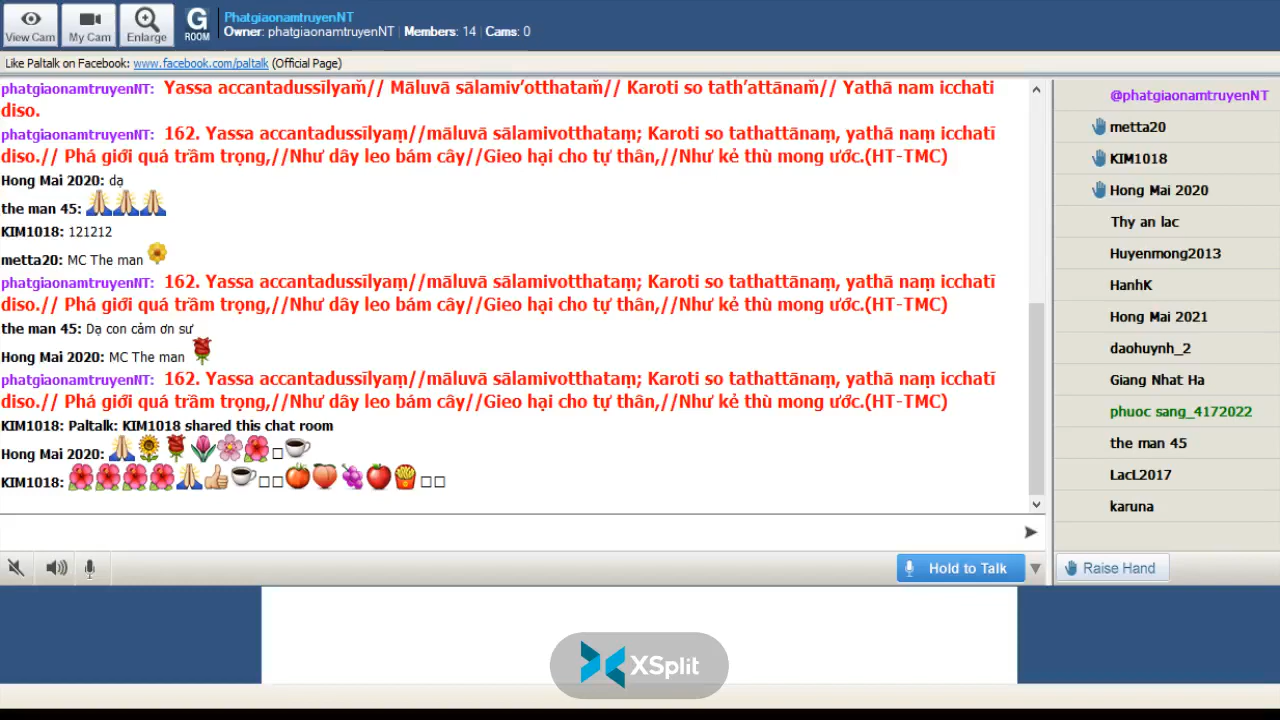 View Cam
My Cam
Enlarge
G
ROOM
PhatgiaonamtruyenNT
Owner: phatgiaonamtruyenNT Members: 14 Cams: 0
Like Paltalk on Facebook: www.facebook.com/paltalk (Official Page)
phatgiaonamtruyenNT: Yassa accantadussīlyam̆// Māluvā sālamiv’otthatam̆// Karoti so tath’attānam̆// Yathā nam icchati
diso.
phatgiaonamtruyenNT: 162. Yassa accantadussīlyaṃ//māluvā sālamivotthataṃ; Karoti so tathattānaṃ, yathā naṃ icchatī
diso.// Phá giới quá trầm trọng,//Như dây leo bám cây//Gieo hại cho tự thân,//Như kẻ thù mong ước.(HT-TMC)
Hong Mai 2020: dạ
the man 45: 🙏🙏🙏
KIM1018: 121212
metta20: MC The man
phatgiaonamtruyenNT: 162. Yassa accantadussīlyaṃ//māluvā sālamivotthataṃ; Karoti so tathattānaṃ, yathā naṃ icchatī
diso.// Phá giới quá trầm trọng,//Như dây leo bám cây//Gieo hại cho tự thân,//Như kẻ thù mong ước.(HT-TMC)
the man 45: Dạ con cảm ơn sư
Hong Mai 2020: MC The man 🌹
phatgiaonamtruyenNT: 162. Yassa accantadussīlyaṃ//māluvā sālamivotthataṃ; Karoti so tathattānaṃ, yathā naṃ icchatī
diso.// Phá giới quá trầm trọng,//Như dây leo bám cây//Gieo hại cho tự thân,//Như kẻ thù mong ước.(HT-TMC)
KIM1018: Paltalk: KIM1018 shared this chat room
Hong Mai 2020: 🙏🌻🌹🌷🌸🌺□☕
KIM1018: 🌺🌺🌺🌺🙏👍☕□□🍅🍑🍇🍎🍟□□
Hold to Talk
@phatgiaonamtruyenNT
metta20
KIM1018
Hong Mai 2020
Thy an lac
Huyenmong2013
HanhK
Hong Mai 2021
daohuynh_2
Giang Nhat Ha
phuoc sang_4172022
the man 45
LacL2017
karuna
Raise Hand
XSplit